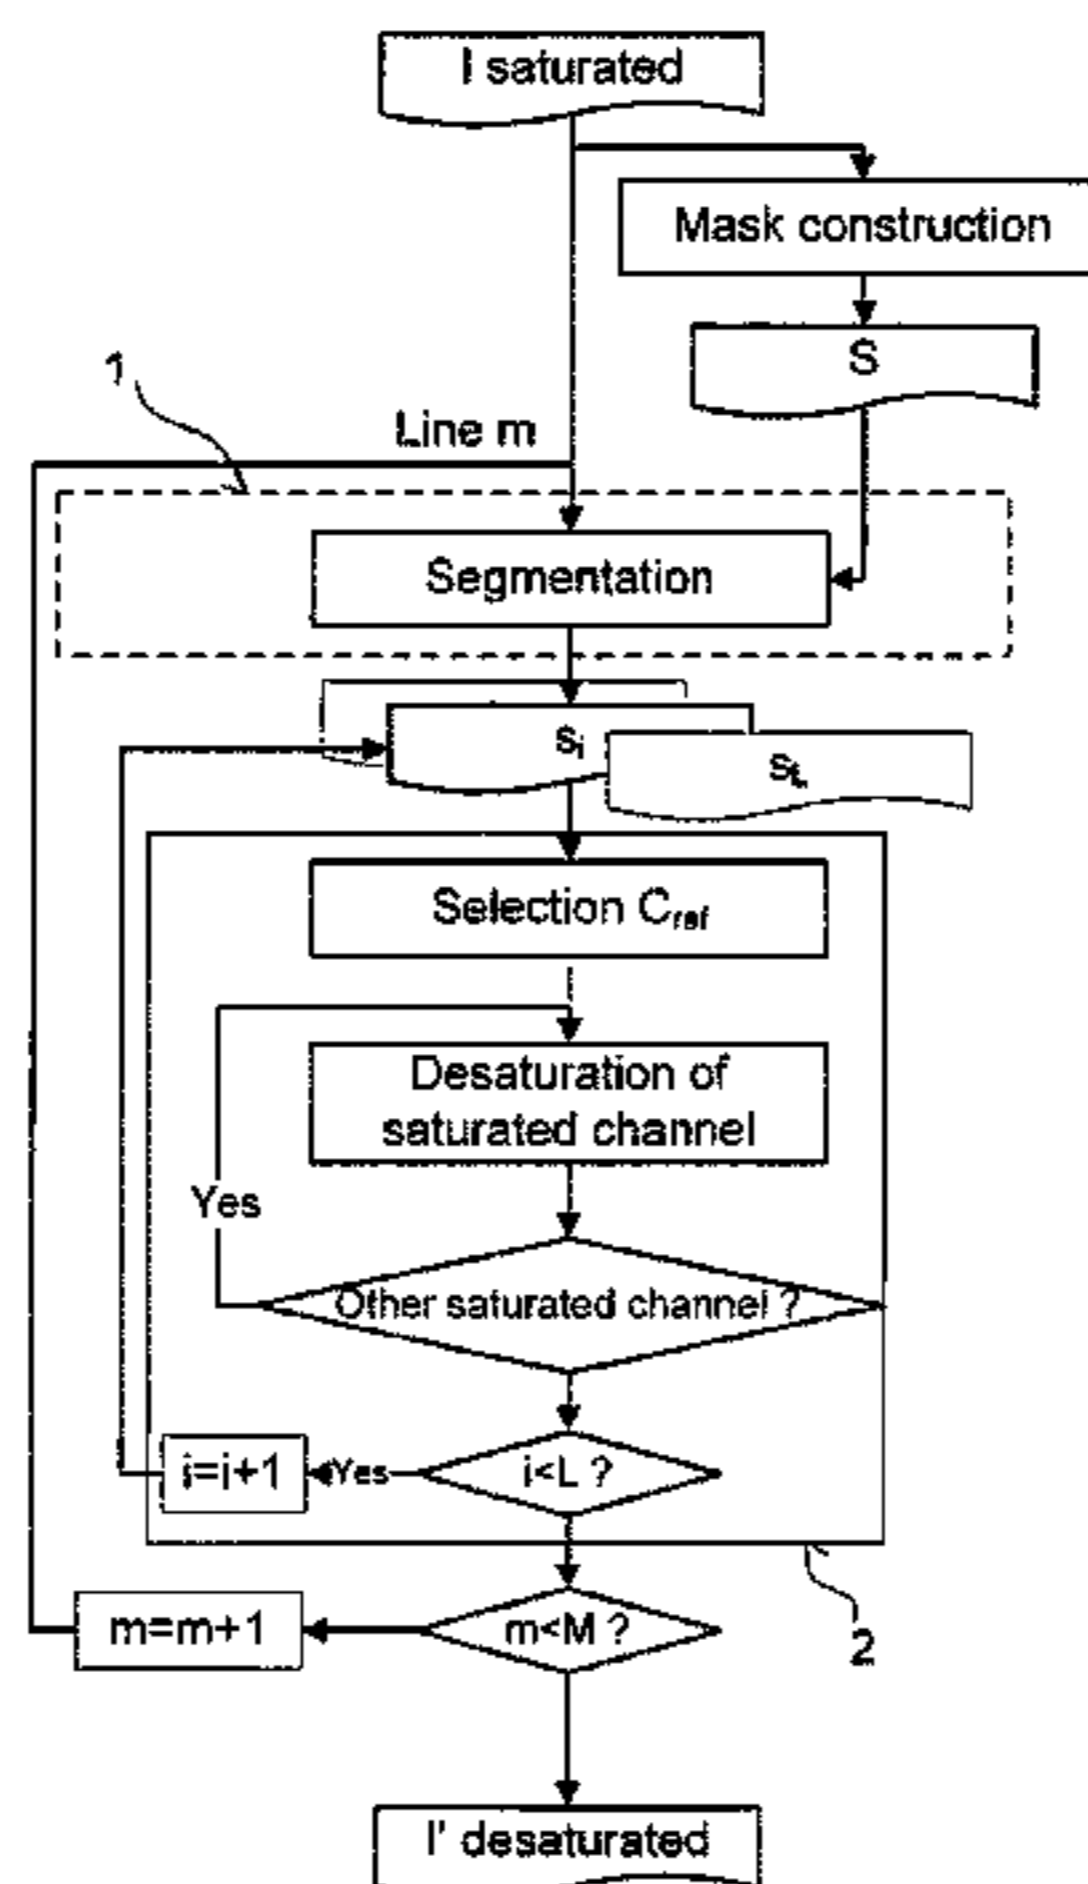 I saturated
Mask construction
S
1
Line m
Segmentation
si
sL
Selection Cref
Desaturation of
saturated channel
Yes
Other saturated channel ?
i=i+1
Yes
i<L ?
m=m+1
m<M ?
2
I' desaturated